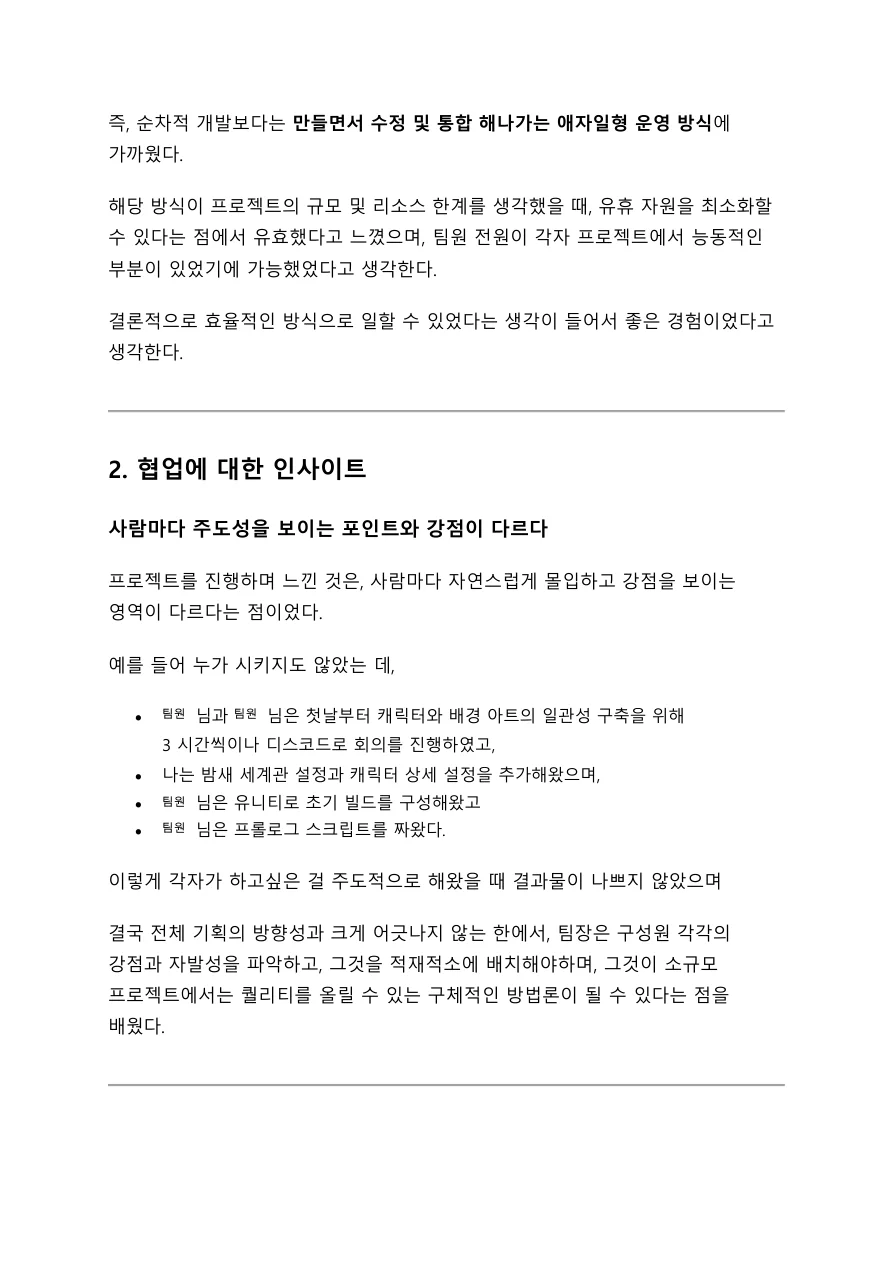 즉, 순차적 개발보다는 만들면서 수정 및 통합 해나가는 애자일형 운영 방식에
가까웠다.
해당 방식이 프로젝트의 규모 및 리소스 한계를 생각했을 때, 유휴 자원을 최소화할
수 있다는 점에서 유효했다고 느꼈으며, 팀원 전원이 각자 프로젝트에서 능동적인
부분이 있었기에 가능했었다고 생각한다.
결론적으로 효율적인 방식으로 일할 수 있었다는 생각이 들어서 좋은 경험이었다고
생각한다.
2. 협업에 대한 인사이트
사람마다 주도성을 보이는 포인트와 강점이 다르다
프로젝트를 진행하며 느낀 것은, 사람마다 자연스럽게 몰입하고 강점을 보이는
영역이 다르다는 점이었다.
예를 들어 누가 시키지도 않았는 데,
• 팀원 님과 팀원 님은 첫날부터 캐릭터와 배경 아트의 일관성 구축을 위해
3 시간씩이나 디스코드로 회의를 진행하였고,
• 나는 밤새 세계관 설정과 캐릭터 상세 설정을 추가해왔으며,
• 팀원 님은 유니티로 초기 빌드를 구성해왔고
• 팀원 님은 프롤로그 스크립트를 짜왔다.
이렇게 각자가 하고싶은 걸 주도적으로 해왔을 때 결과물이 나쁘지 않았으며
결국 전체 기획의 방향성과 크게 어긋나지 않는 한에서, 팀장은 구성원 각각의
강점과 자발성을 파악하고, 그것을 적재적소에 배치해야하며, 그것이 소규모
프로젝트에서는 퀄리티를 올릴 수 있는 구체적인 방법론이 될 수 있다는 점을
배웠다.